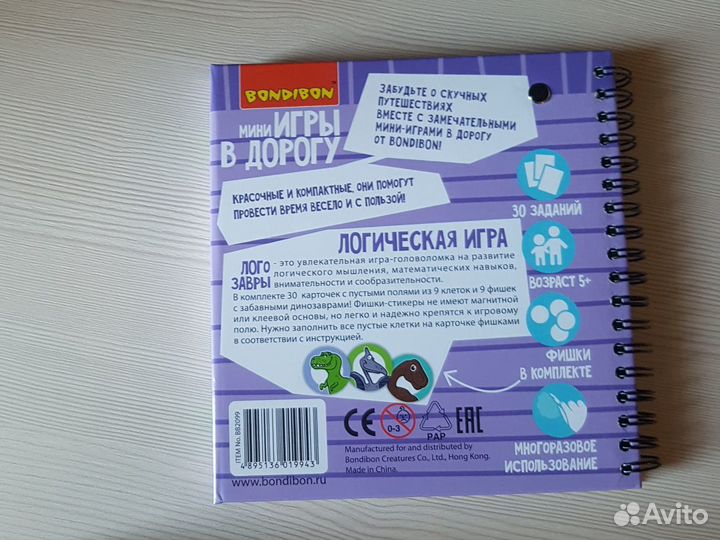 BONDIBON
МИНИ ИГРЫ
В ДОРОГУ
ЗАБУДЬТЕ О СКУЧНЫХ
ПУТЕШЕСТВИЯХ
ВМЕСТЕ С ЗАМЕЧАТЕЛЬНЫМИ
МИНИ-ИГРАМИ В ДОРОГУ
ОТ BONDIBON!
КРАСОЧНЫЕ И КОМПАКТНЫЕ, ОНИ ПОМОГУТ
ПРОВЕСТИ ВРЕМЯ ВЕСЕЛО И С ПОЛЬЗОЙ!
30 ЗАДАНИЙ
ВОЗРАСТ 5+
ФИШКИ
В КОМПЛЕКТЕ
МНОГОРАЗОВОЕ
ИСПОЛЬЗОВАНИЕ
ЛОГИЧЕСКАЯ ИГРА
ЛОГО
ЗАВРЫ
- это увлекательная игра-головоломка на развитие
логического мышления, математических навыков,
внимательности и сообразительности.
В комплекте 30 карточек с пустыми полями из 9 клеток и 9 фишек
с забавными динозаврами! Фишки-стикеры не имеют магнитной
или клеевой основы, но легко и надежно крепятся к игровому
полю. Нужно заполнить все пустые клетки на карточке фишками
в соответствии с инструкцией.
ITEM No. BB2099
4895136019943
www.bondibon.ru
CE
0-3
PAP
EAC
Manufactured for and distributed by
Bondibon Creatures Co., Ltd., Hong Kong.
Made in China.
Avito